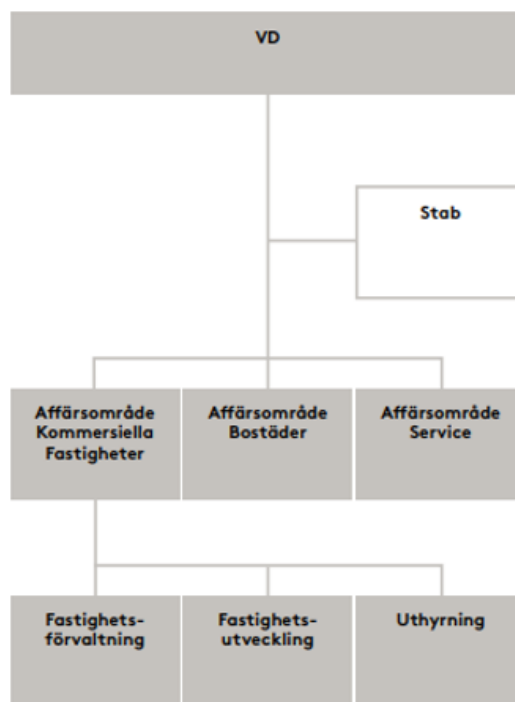 VD
Stab
Affärsområde
Kommersiella
Fastigheter
Affärsområde
Bostäder
Affärsområde
Service
Fastighets-
förvaltning
Fastighets-
utveckling
Uthyrning